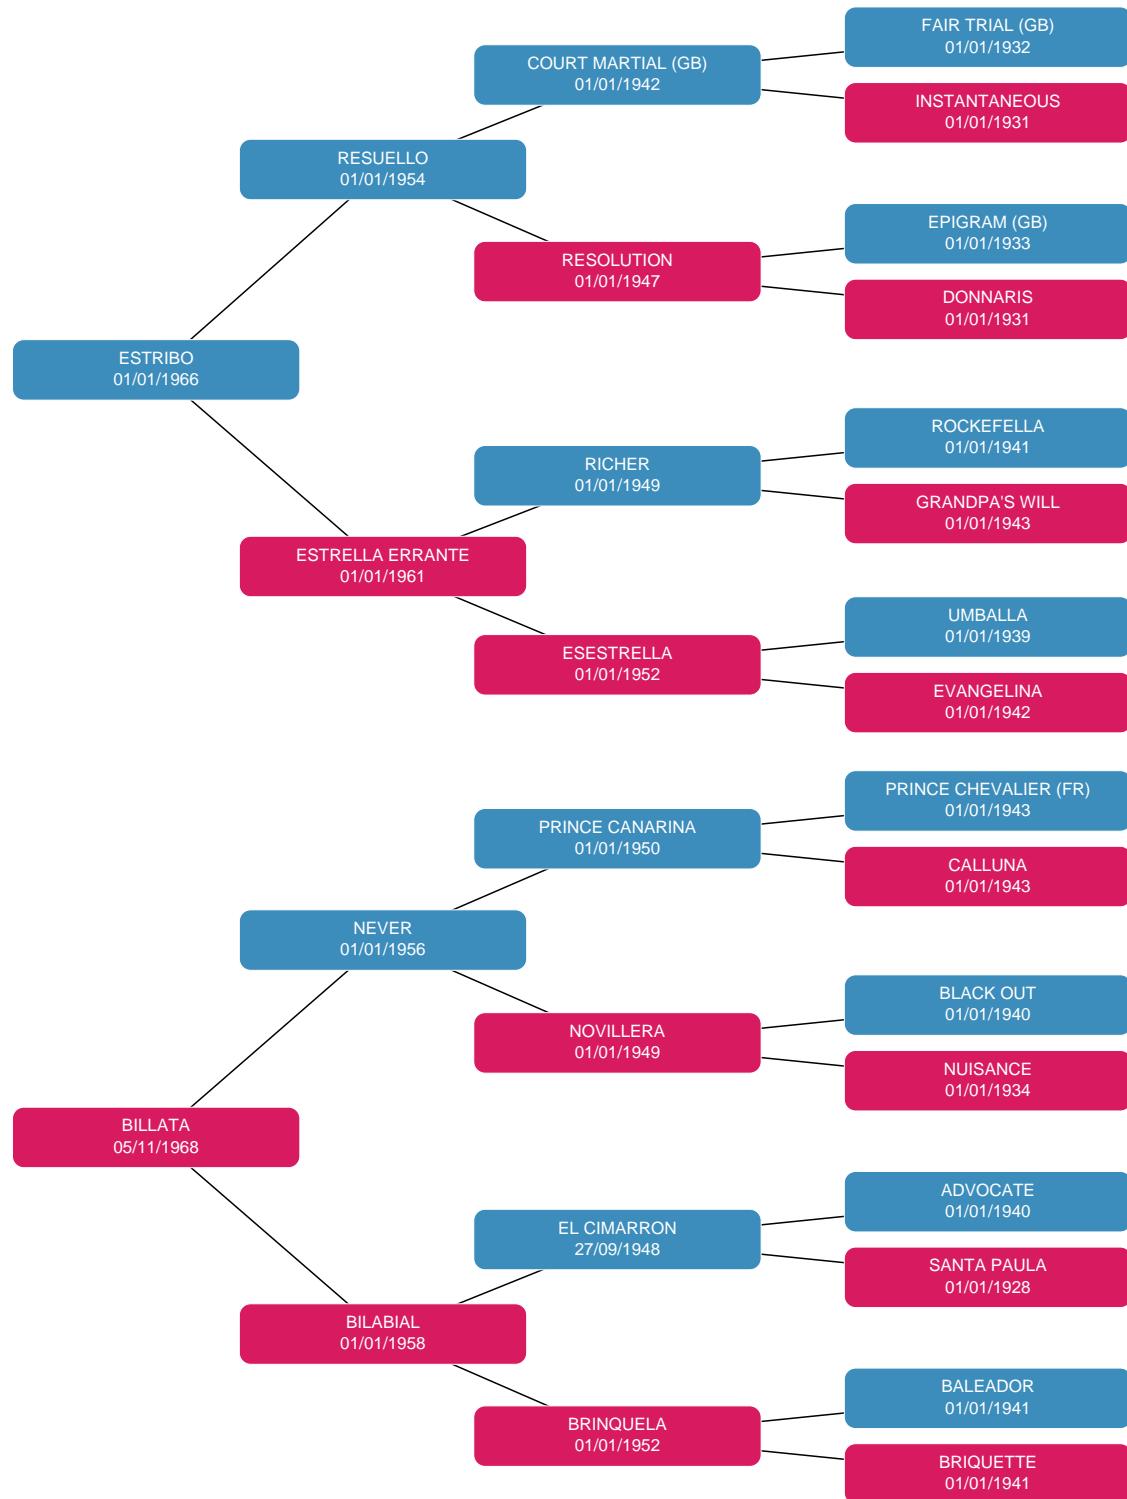 FAIR TRIAL (GB)
01/01/1932
COURT MARTIAL (GB)
01/01/1942
INSTANTANEOUS
01/01/1931
RESUELLO
01/01/1954
EPIGRAM (GB)
01/01/1933
RESOLUTION
01/01/1947
DONNARIS
01/01/1931
ESTRIBO
01/01/1966
ROCKEFELLA
01/01/1941
RICHER
01/01/1949
GRANDPA'S WILL
01/01/1943
ESTRELLA ERRANTE
01/01/1961
UMBALLA
01/01/1939
ESESTRELLA
01/01/1952
EVANGELINA
01/01/1942
PRINCE CHEVALIER (FR)
01/01/1943
PRINCE CANARINA
01/01/1950
CALLUNA
01/01/1943
NEVER
01/01/1956
BLACK OUT
01/01/1940
NOVILLERA
01/01/1949
NUISANCE
01/01/1934
BILLATA
05/11/1968
ADVOCATE
01/01/1940
EL CIMARRON
27/09/1948
SANTA PAULA
01/01/1928
BILABIAL
01/01/1958
BALEADOR
01/01/1941
BRINQUELA
01/01/1952
BRIQUETTE
01/01/1941